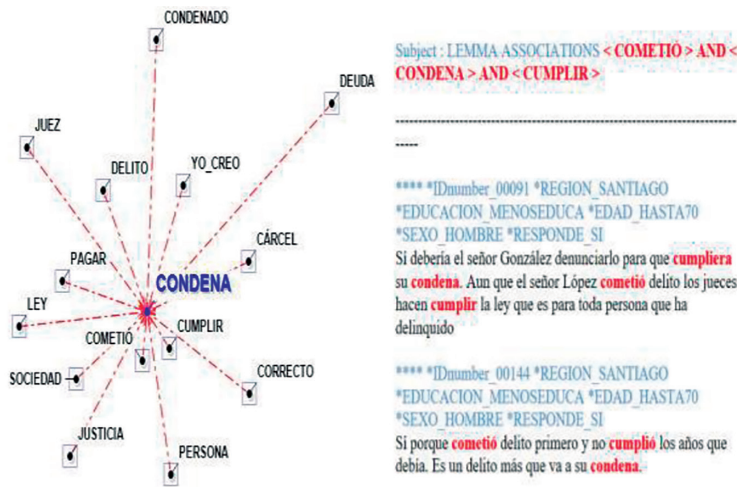 CONDENADO
DEUDA
JUEZ
DELITO
YO_CREO
CÁRCEL
PAGAR
CONDENA
LEY
CUMPLIR
COMETIÓ
SOCIEDAD
CORRECTO
JUSTICIA
PERSONA
Subject : LEMMA ASSOCIATIONS < COMETIÓ > AND <
CONDENA > AND < CUMPLIR >
--------------------------------------------------------------------------
-----
**** *IDnumber_00091 *REGION_SANTIAGO
*EDUCACION_MENOSEDUCA *EDAD_HASTA70
*SEXO_HOMBRE *RESPONDE_SI
Si debería el señor González denunciarlo para que cumpliera
su condena. Aun que el señor López cometió delito los jueces
hacen cumplir la ley que es para toda persona que ha
delinquido
**** *IDnumber_00144 *REGION_SANTIAGO
*EDUCACION_MENOSEDUCA *EDAD_HASTA70
*SEXO_HOMBRE *RESPONDE_SI
Si porque cometió delito primero y no cumplió los años que
debía. Es un delito más que va a su condena.